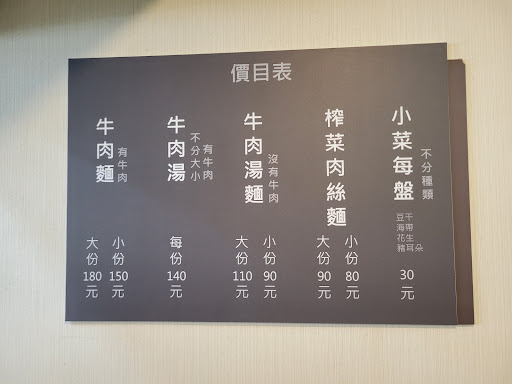 價目表
小菜每盤
不分種類
豆干
海帶
花生
豬耳朵
30元
榨菜肉絲麵
小份80元
大份90元
牛肉湯麵
沒有牛肉
小份90元
大份110元
牛肉湯
有牛肉
不分大小
每份140元
牛肉麵
有牛肉
小份150元
大份180元